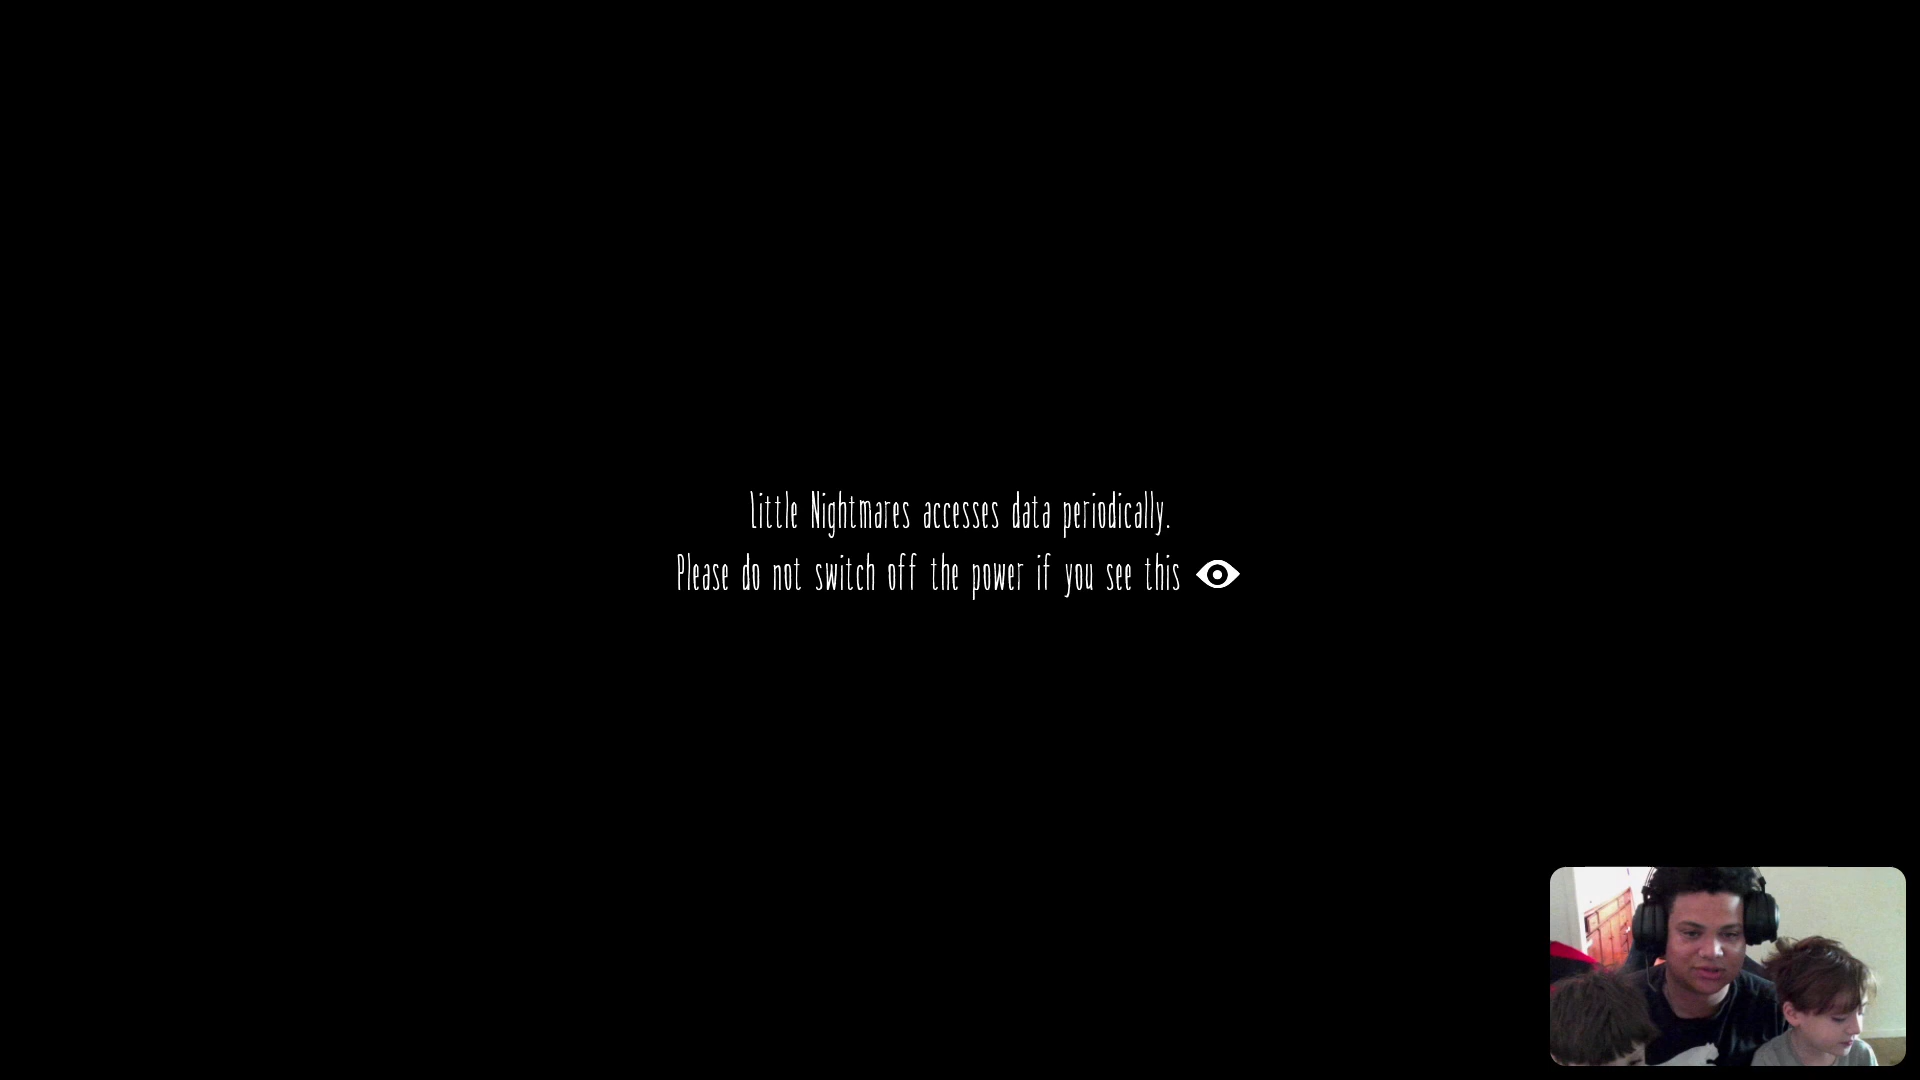 Little Nightmares accesses data periodically.
Please do not switch off the power if you see this